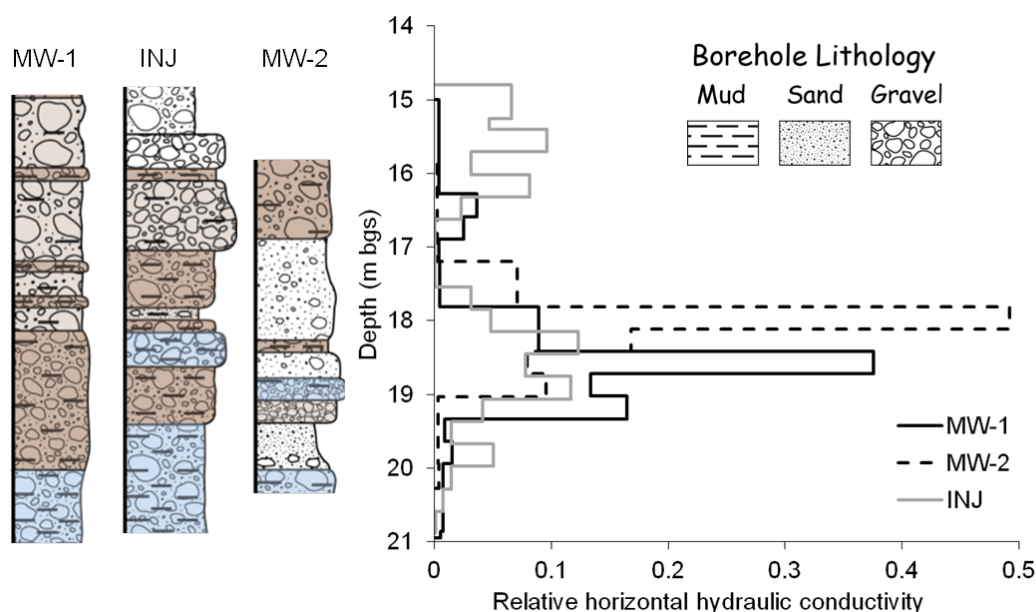 MW-1
INJ
MW-2
Borehole Lithology
Mud
Sand
Gravel
Depth (m bgs)
14
15
16
17
18
19
20
21
MW-1
MW-2
INJ
0
0.1
0.2
0.3
0.4
0.5
Relative horizontal hydraulic conductivity